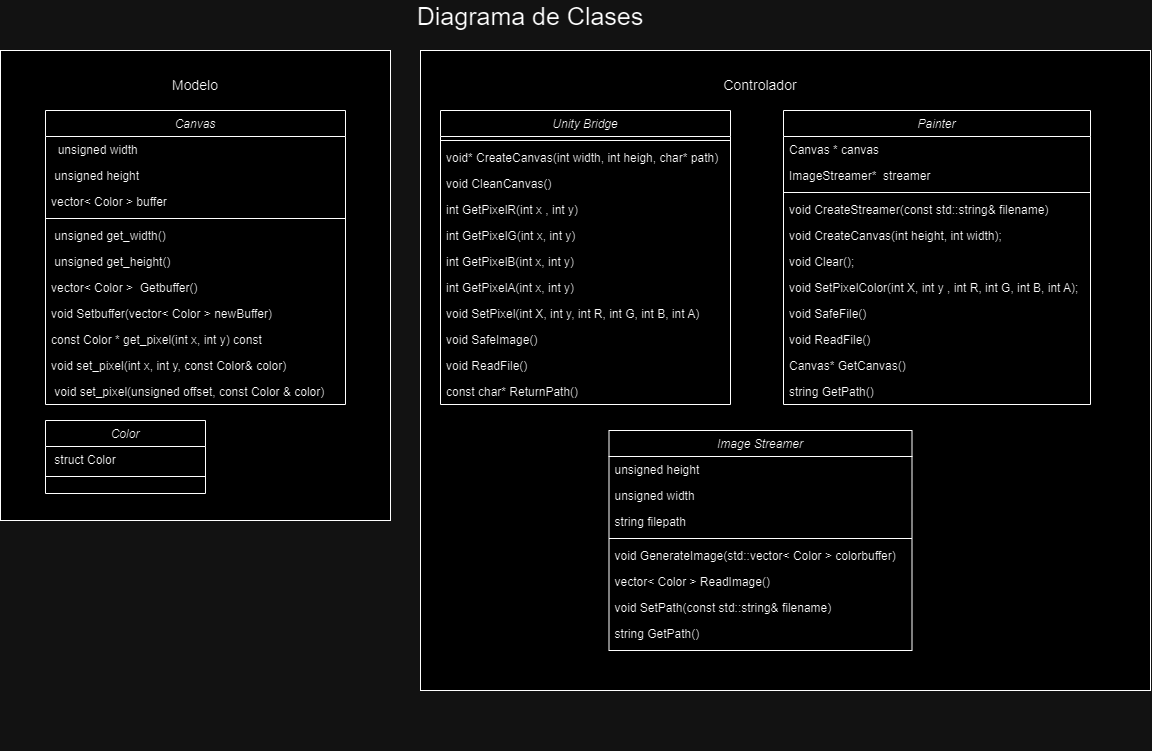 Diagrama de Clases
Modelo
Canvas
unsigned width
unsigned height
vector< Color > buffer
unsigned get_width()
unsigned get_height()
vector< Color >  Getbuffer()
void Setbuffer(vector< Color > newBuffer)
const Color * get_pixel(int x, int y) const
void set_pixel(int x, int y, const Color& color)
void set_pixel(unsigned offset, const Color & color)
Color
struct Color
Controlador
Unity Bridge
void* CreateCanvas(int width, int heigh, char* path)
void CleanCanvas()
int GetPixelR(int x , int y)
int GetPixelG(int x, int y)
int GetPixelB(int x, int y)
int GetPixelA(int x, int y)
void SetPixel(int X, int y, int R, int G, int B, int A)
void SafeImage()
void ReadFile()
const char* ReturnPath()
Painter
Canvas * canvas
ImageStreamer*  streamer
void CreateStreamer(const std::string& filename)
void CreateCanvas(int height, int width);
void Clear();
void SetPixelColor(int X, int y , int R, int G, int B, int A);
void SafeFile()
void ReadFile()
Canvas* GetCanvas()
string GetPath()
Image Streamer
unsigned height
unsigned width
string filepath
void GenerateImage(std::vector< Color > colorbuffer)
vector< Color > ReadImage()
void SetPath(const std::string& filename)
string GetPath()